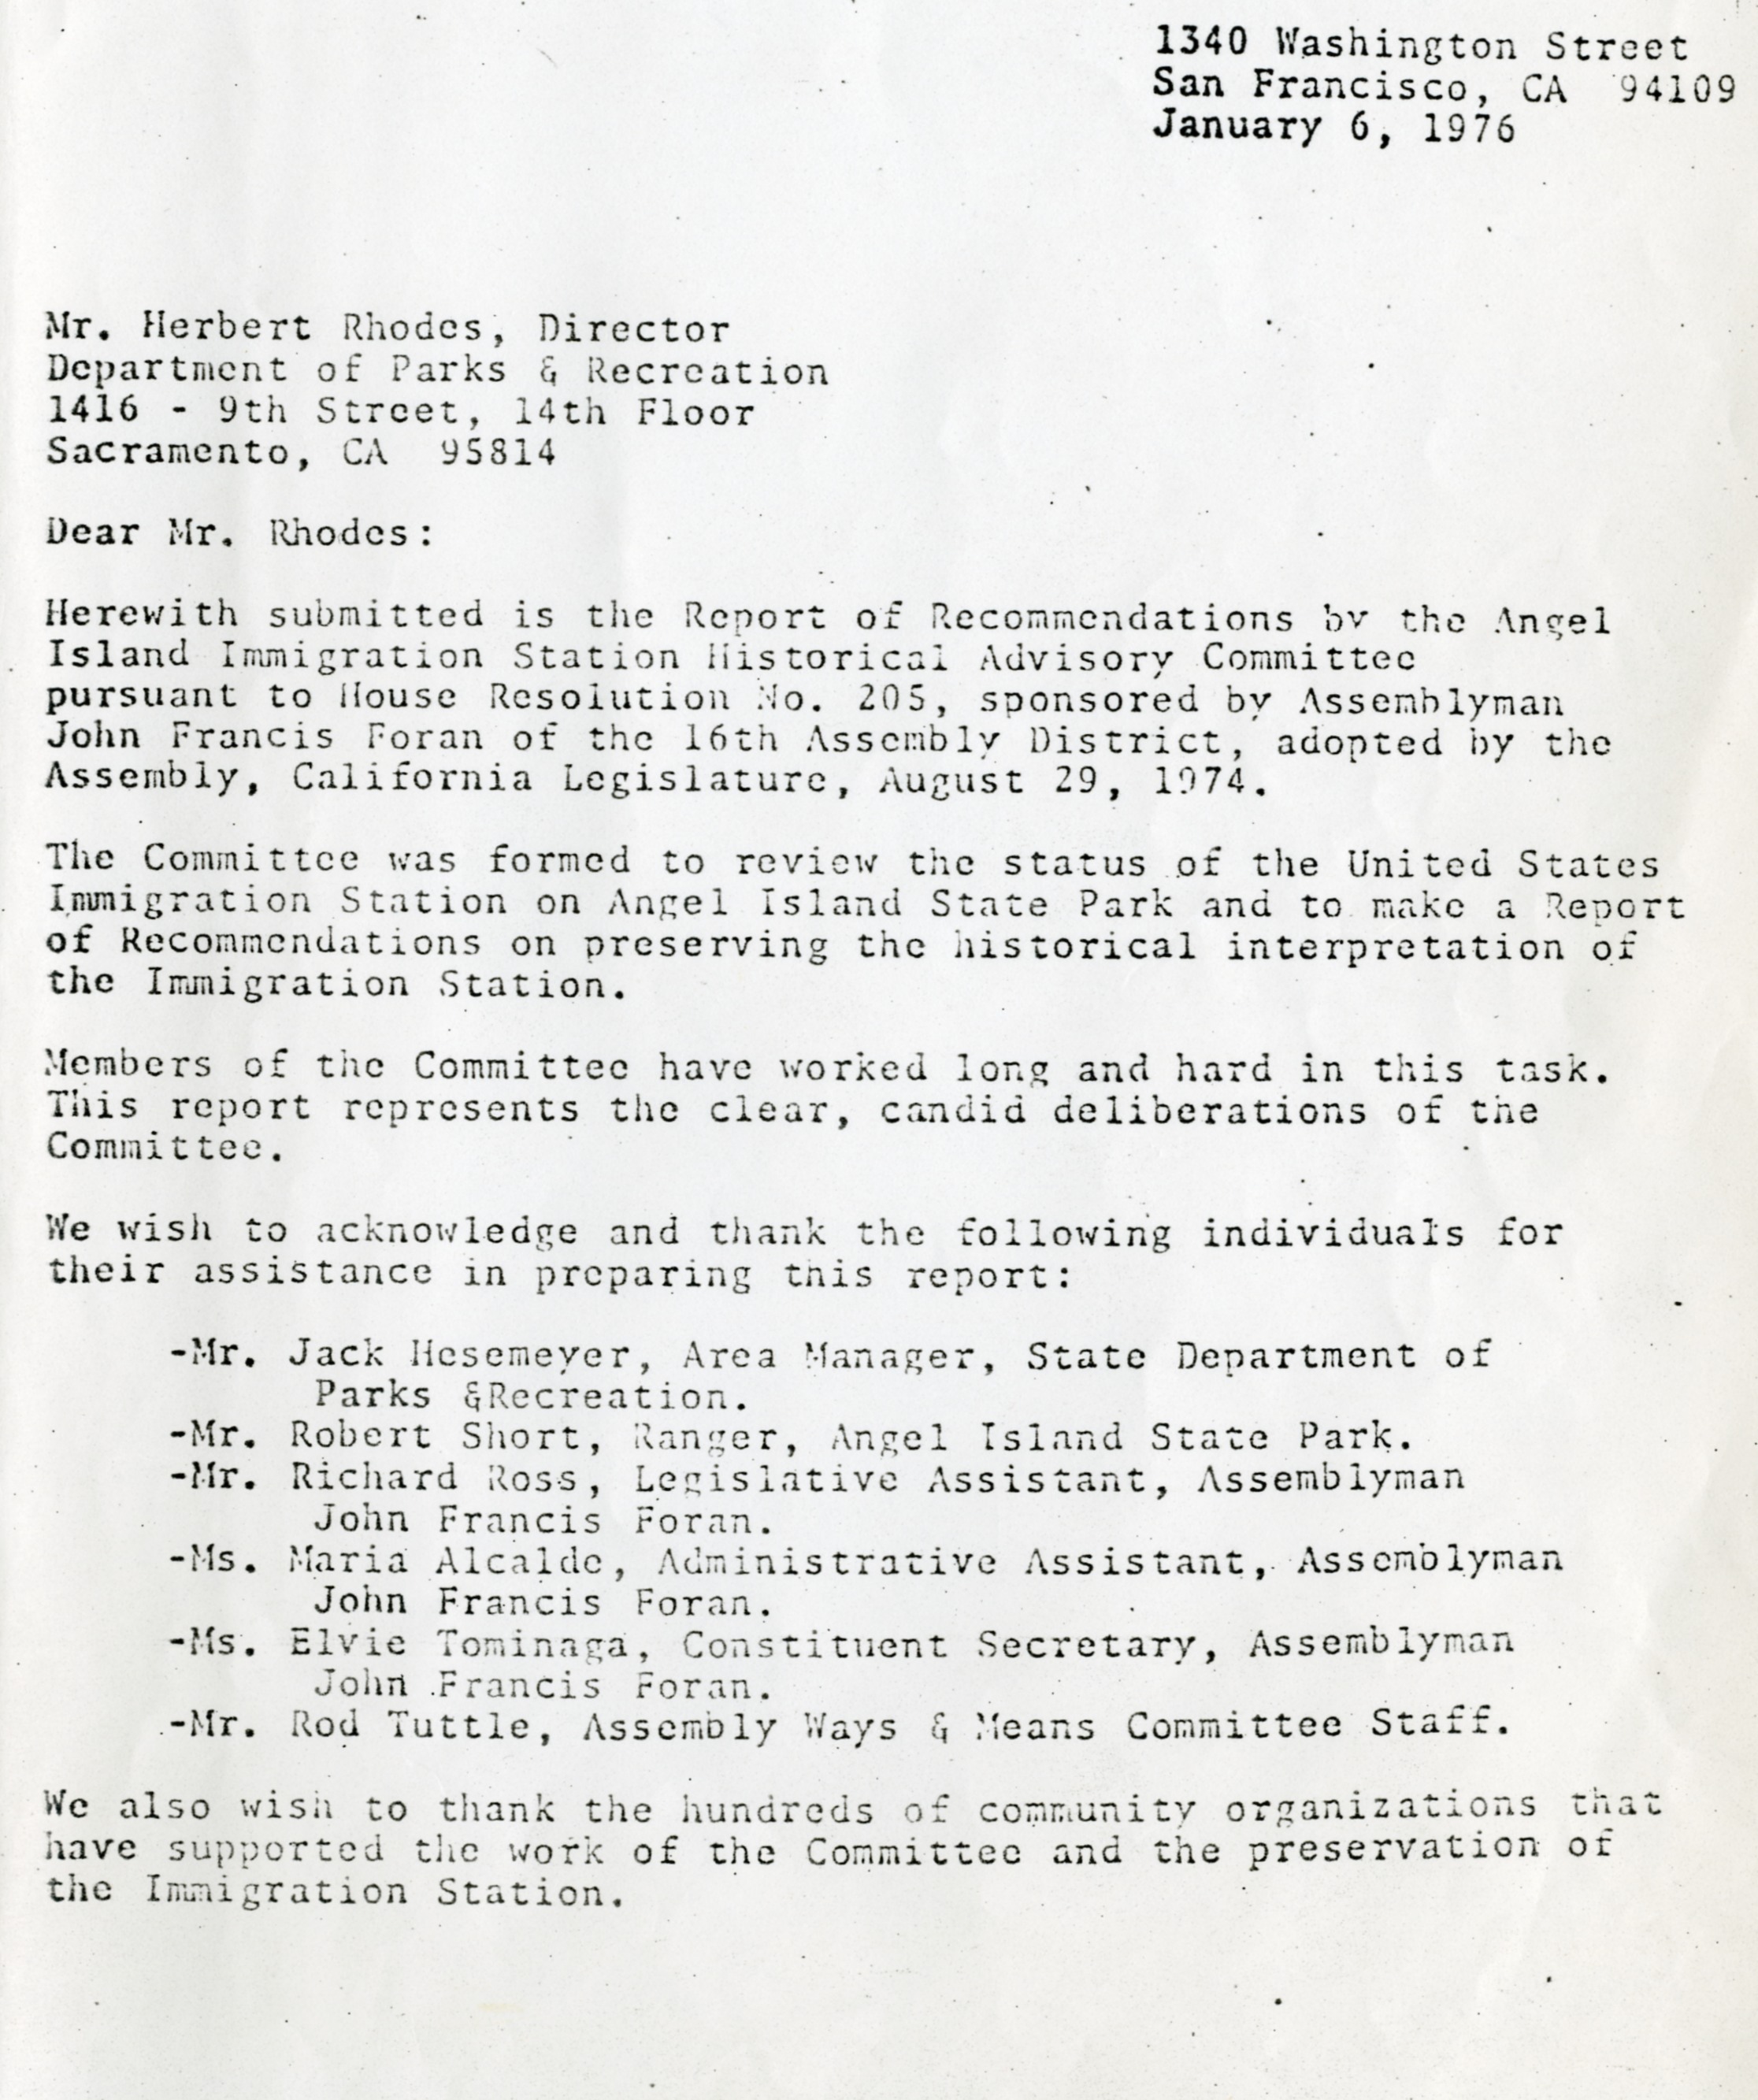 1340 Washington Street
San Francisco, CA  94109
January 6, 1976
Mr. Herbert Rhodes, Director
Department of Parks & Recreation
1416 - 9th Street, 14th Floor
Sacramento, CA  95814
Dear Mr. Rhodes:
Herewith submitted is the Report of Recommendations by the Angel
Island Immigration Station Historical Advisory Committee
pursuant to House Resolution No. 205, sponsored by Assemblyman
John Francis Foran of the 16th Assembly District, adopted by the
Assembly, California Legislature, August 29, 1974.
The Committee was formed to review the status of the United States
Immigration Station on Angel Island State Park and to make a Report
of Recommendations on preserving the historical interpretation of
the Immigration Station.
Members of the Committee have worked long and hard in this task.
This report represents the clear, candid deliberations of the
Committee.
We wish to acknowledge and thank the following individuals for
their assistance in preparing this report:
-Mr. Jack Hesemeyer, Area Manager, State Department of
Parks &Recreation.
-Mr. Robert Short, Ranger, Angel Island State Park.
-Mr. Richard Ross, Legislative Assistant, Assemblyman
John Francis Foran.
-Ms. Maria Alcalde, Administrative Assistant, Assemblyman
John Francis Foran.
-Ms. Elvie Tominaga, Constituent Secretary, Assemblyman
John Francis Foran.
-Mr. Rod Tuttle, Assembly Ways & Means Committee Staff.
We also wish to thank the hundreds of community organizations that
have supported the work of the Committee and the preservation of
the Immigration Station.